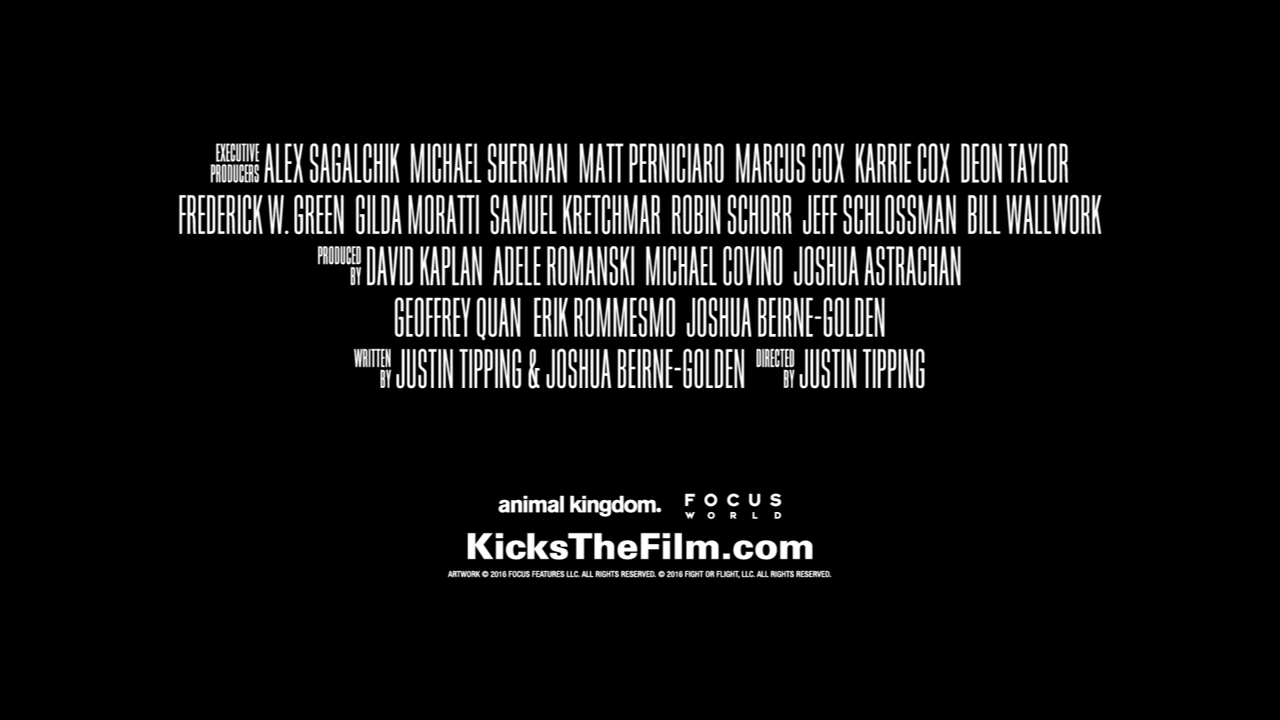 EXECUTIVE PRODUCERS ALEX SAGALCHIK MICHAEL SHERMAN MATT PERNICIARO MARCUS COX KARRIE COX DEON TAYLOR
FREDERICK W. GREEN GILDA MORATTI SAMUEL KRETCHMAR ROBIN SCHORR JEFF SCHLOSSMAN BILL WALLWORK
PRODUCED BY DAVID KAPLAN ADELE ROMANSKI MICHAEL COVINO JOSHUA ASTRACHAN
GEOFFREY QUAN ERIK ROMMESMO JOSHUA BEIRNE-GOLDEN
WRITTEN BY JUSTIN TIPPING & JOSHUA BEIRNE-GOLDEN DIRECTED BY JUSTIN TIPPING
animal kingdom. FOCUS WORLD
KicksTheFilm.com
ARTWORK © 2016 FOCUS FEATURES LLC. ALL RIGHTS RESERVED. © 2016 FIGHT OR FLIGHT, LLC. ALL RIGHTS RESERVED.